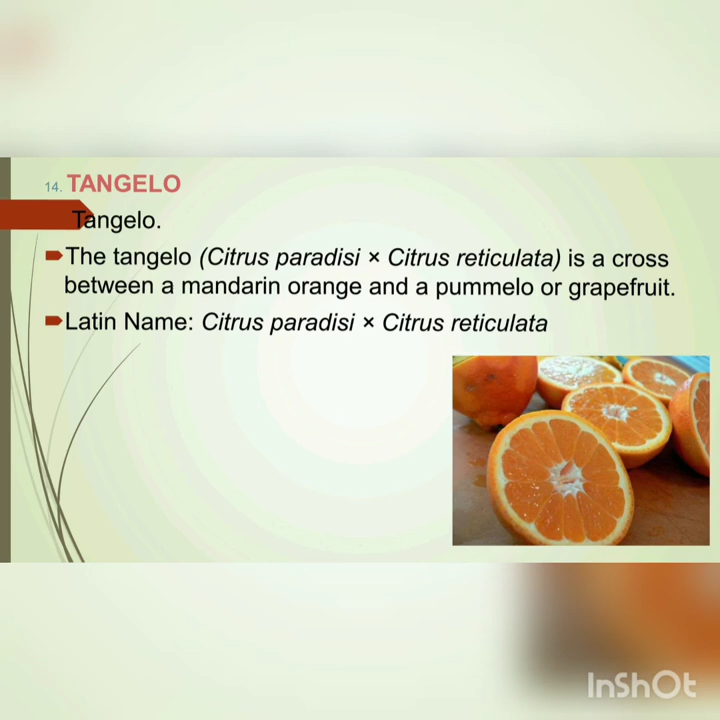 14. TANGELO
Tangelo.
The tangelo (Citrus paradisi × Citrus reticulata) is a cross
between a mandarin orange and a pummelo or grapefruit.
Latin Name: Citrus paradisi × Citrus reticulata
InShOt